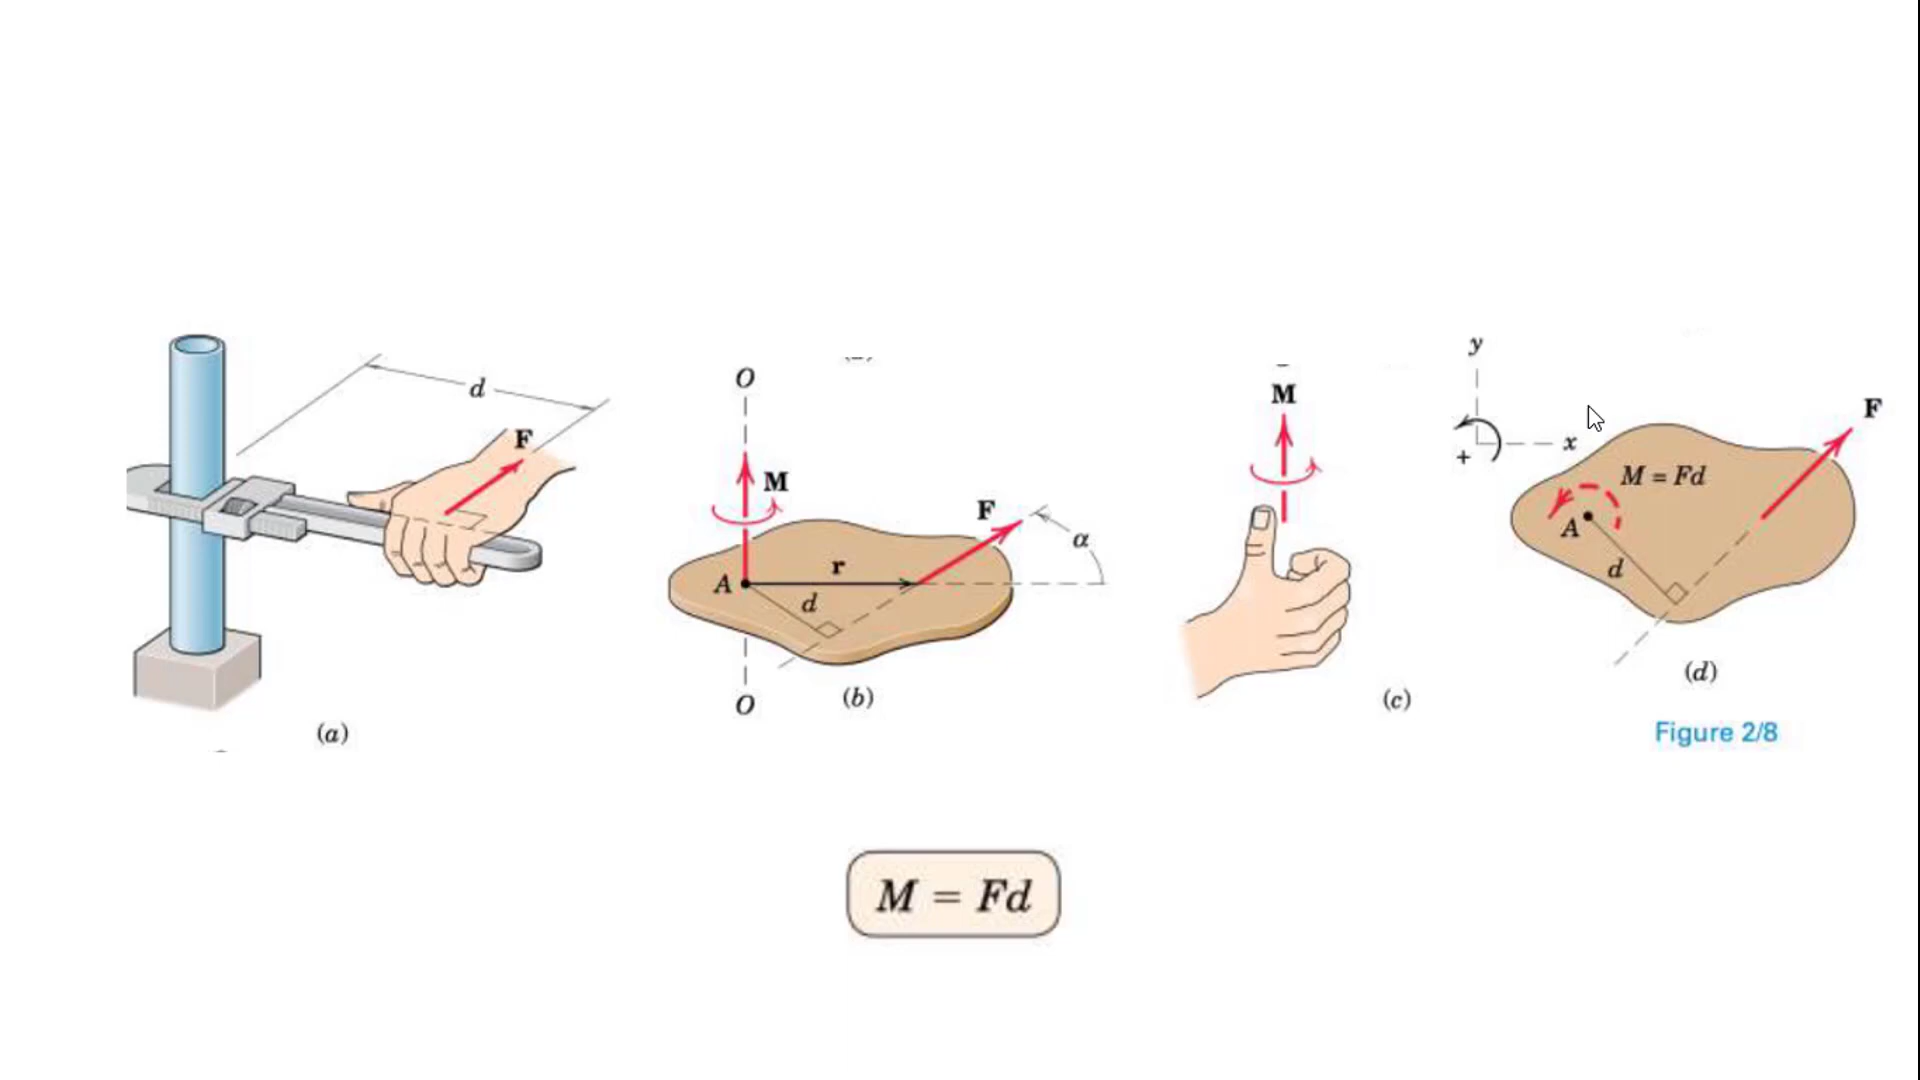 d
F
(a)
O
M
F
α
A
r
d
O
(b)
M
(c)
y
x
+
F
M = Fd
A
d
(d)
Figure 2/8
M = Fd